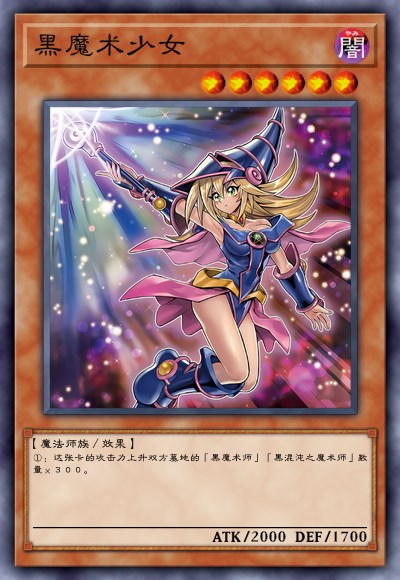 黑魔术少女
やみ
闇
【魔法师族／效果】
①：这张卡的攻击力上升双方墓地的「黑魔术师」「黑混沌之魔术师」数
量×３００。
ATK/2000 DEF/1700